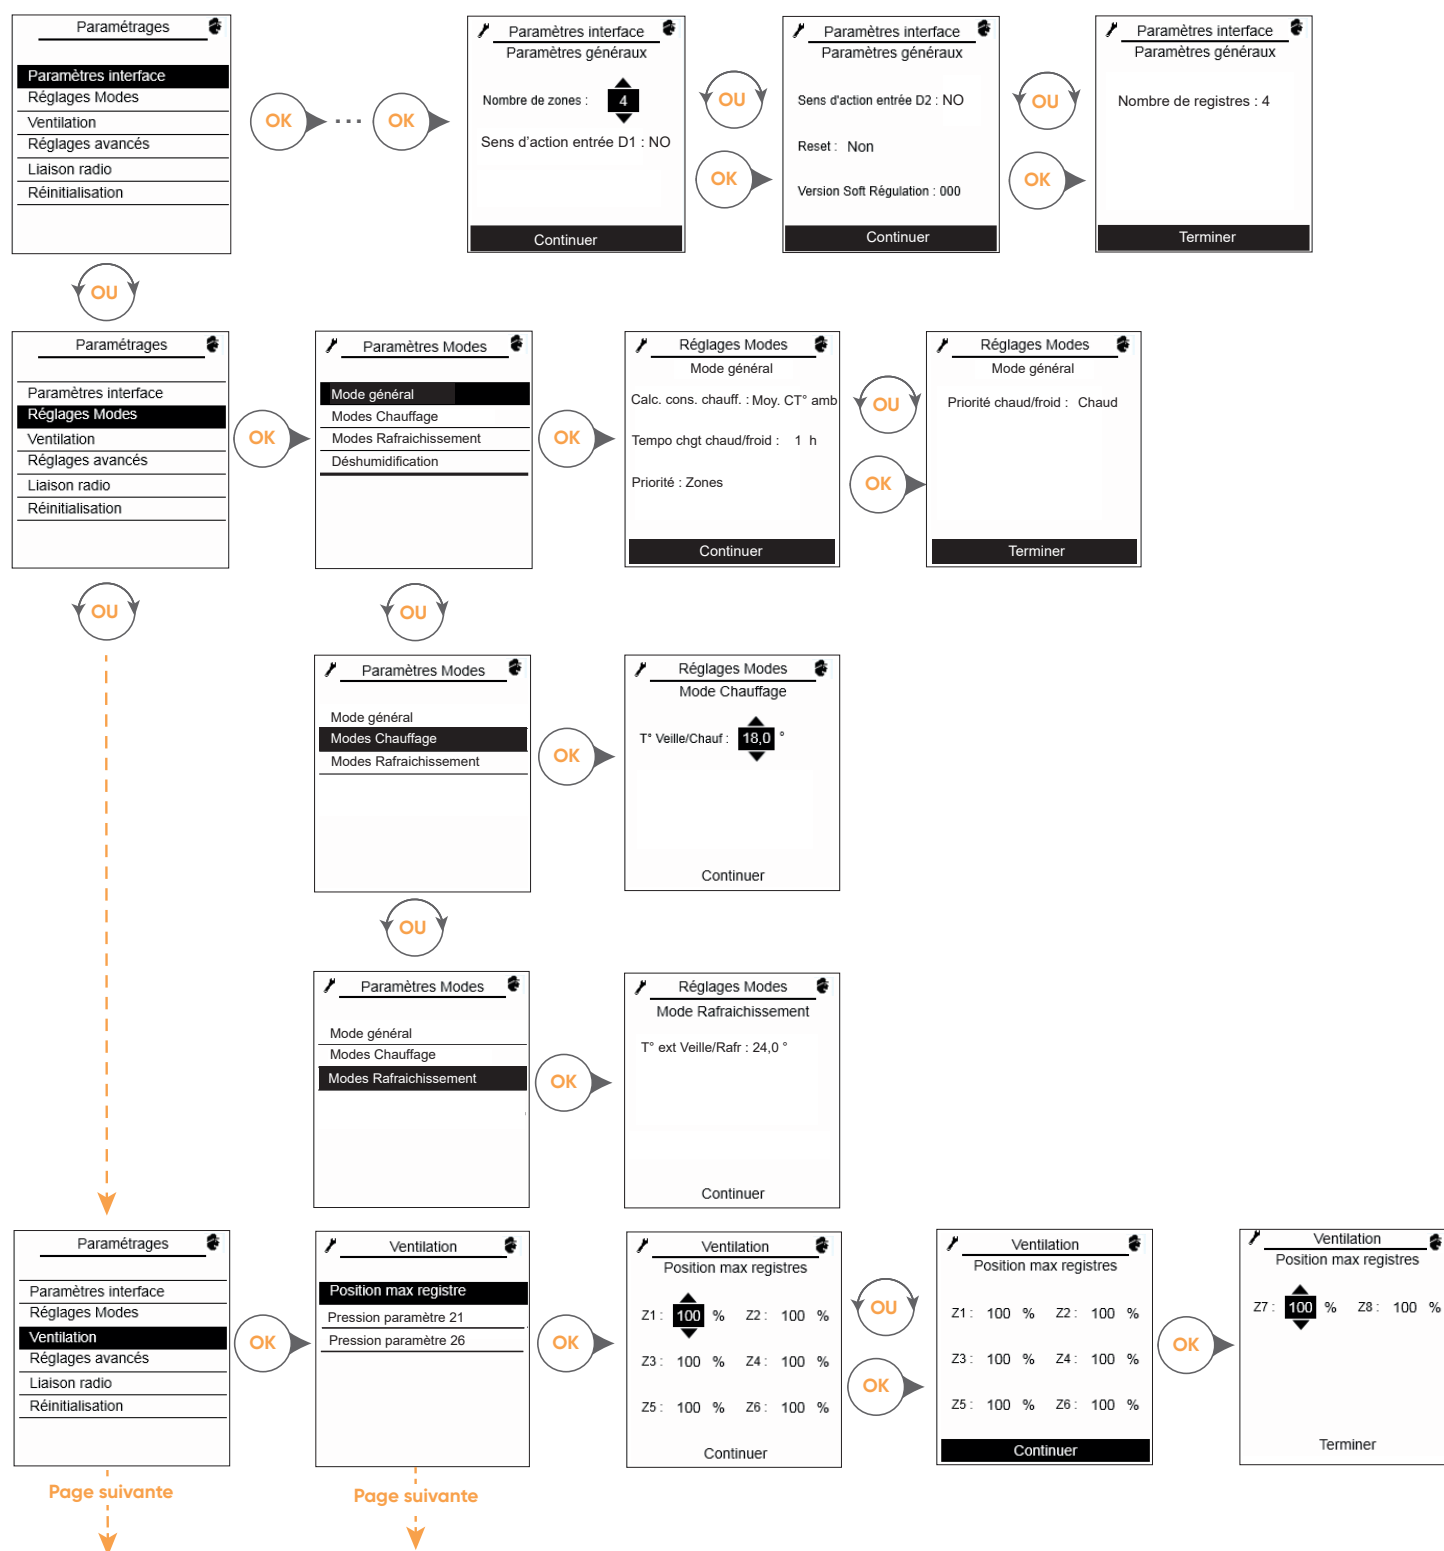 Paramétrages
Paramètres interface
Réglages Modes
Ventilation
Réglages avancés
Liaison radio
Réinitialisation
OK
...
OK
Paramètres interface
Paramètres généraux
Nombre de zones : 4
Sens d'action entrée D1 : NO
Continuer
OU
OK
Paramètres interface
Paramètres généraux
Sens d'action entrée D2 : NO
Reset : Non
Version Soft Régulation : 000
Continuer
OU
OK
Paramètres interface
Paramètres généraux
Nombre de registres : 4
Terminer
OU
Paramétrages
Paramètres interface
Réglages Modes
Ventilation
Réglages avancés
Liaison radio
Réinitialisation
OK
Paramètres Modes
Mode général
Modes Chauffage
Modes Rafraichissement
Déshumidification
OK
Réglages Modes
Mode général
Calc. cons. chauff. : Moy. CT° amb
Tempo chgt chaud/froid : 1 h
Priorité : Zones
Continuer
OU
OK
Réglages Modes
Mode général
Priorité chaud/froid : Chaud
Terminer
OU
OU
Paramètres Modes
Mode général
Modes Chauffage
Modes Rafraichissement
OK
Réglages Modes
Mode Chauffage
T° Veille/Chauf : 18,0 °
Continuer
OU
Paramètres Modes
Mode général
Modes Chauffage
Modes Rafraichissement
OK
Réglages Modes
Mode Rafraichissement
T° ext Veille/Rafr : 24,0 °
Continuer
Paramétrages
Paramètres interface
Réglages Modes
Ventilation
Réglages avancés
Liaison radio
Réinitialisation
OK
Ventilation
Position max registre
Pression paramètre 21
Pression paramètre 26
OK
Ventilation
Position max registres
Z1 : 100 % Z2 : 100 %
Z3 : 100 % Z4 : 100 %
Z5 : 100 % Z6 : 100 %
Continuer
OU
OK
Ventilation
Position max registres
Z1 : 100 % Z2 : 100 %
Z3 : 100 % Z4 : 100 %
Z5 : 100 % Z6 : 100 %
Continuer
OK
Ventilation
Position max registres
Z7 : 100 % Z8 : 100 %
Terminer
Page suivante
Page suivante